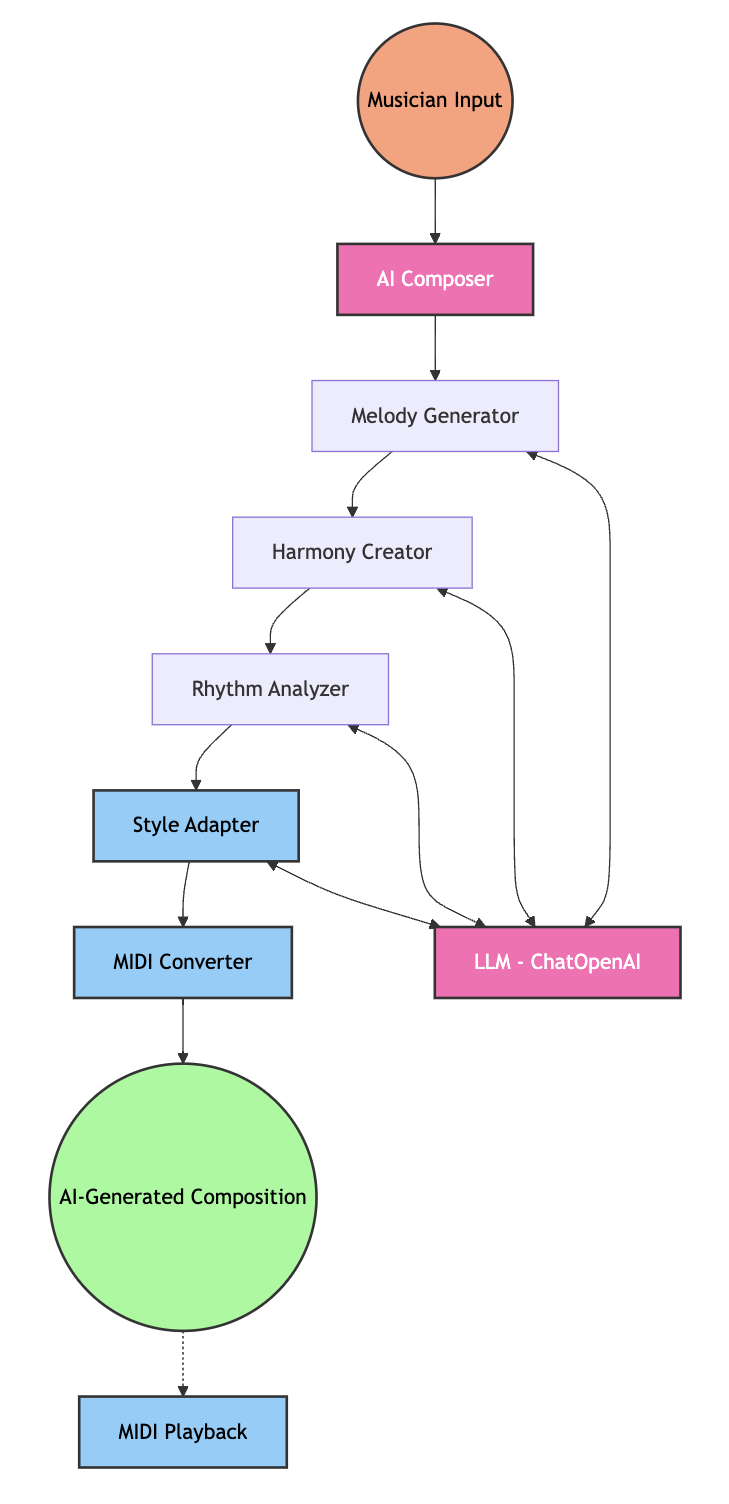 Musician Input
AI Composer
Melody Generator
Harmony Creator
Rhythm Analyzer
Style Adapter
MIDI Converter
LLM - ChatOpenAI
AI-Generated Composition
MIDI Playback